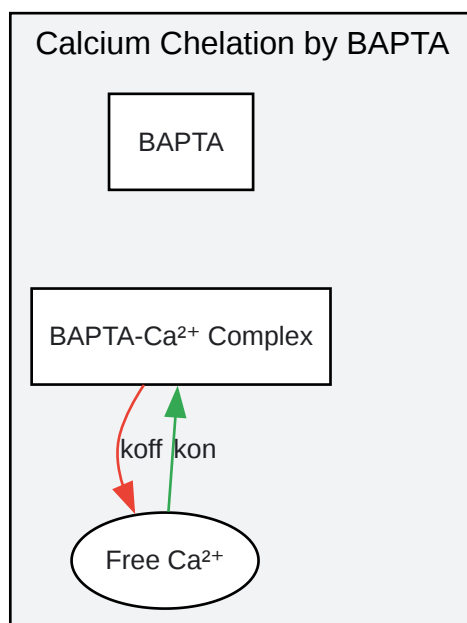 Calcium Chelation by BAPTA
BAPTA
BAPTA-Ca²⁺ Complex
koff kon
Free Ca²⁺